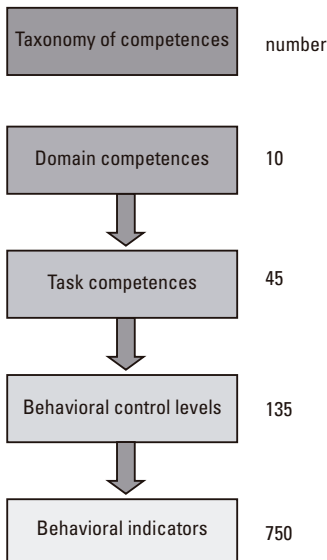 Taxonomy of competences number
Domain competences 10
Task competences 45
Behavioral control levels 135
Behavioral indicators 750